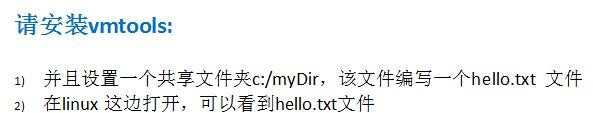 请安装vmtools:
1) 并且设置一个共享文件夹c:/myDir，该文件编写一个hello.txt 文件
2) 在linux 这边打开，可以看到hello.txt文件